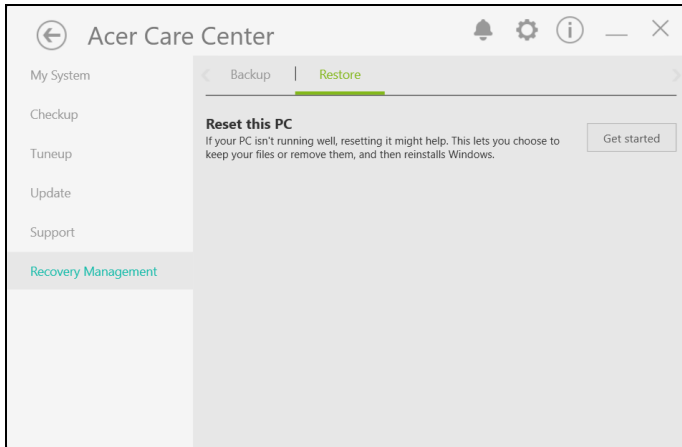 Acer Care Center
My System
Checkup
Tuneup
Update
Support
Recovery Management
Backup | Restore
Reset this PC
If your PC isn't running well, resetting it might help. This lets you choose to
keep your files or remove them, and then reinstalls Windows.
Get started